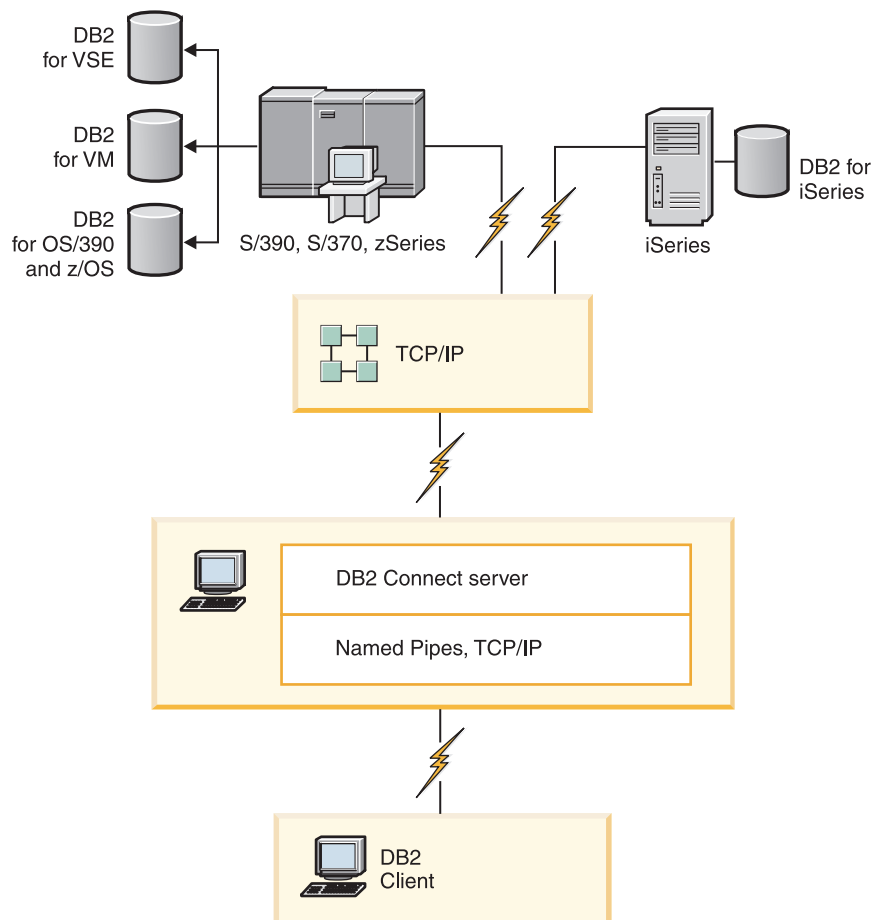 DB2
for VSE
DB2
for VM
DB2
for OS/390
and z/OS
S/390, S/370, zSeries
iSeries
DB2 for
iSeries
TCP/IP
DB2 Connect server
Named Pipes, TCP/IP
DB2
Client